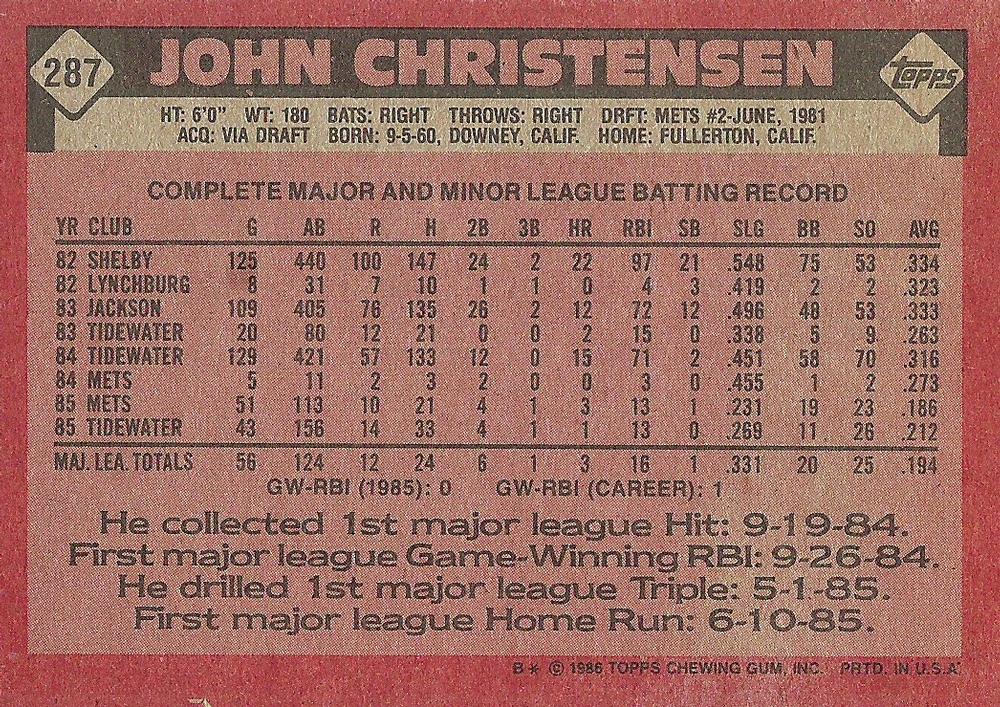 287 JOHN CHRISTENSEN Topps
HT: 6'0" WT: 180 BATS: RIGHT THROWS: RIGHT DRFT: METS #2-JUNE, 1981
ACQ: VIA DRAFT BORN: 9-5-60, DOWNEY, CALIF. HOME: FULLERTON, CALIF.
COMPLETE MAJOR AND MINOR LEAGUE BATTING RECORD
YR CLUB G AB R H 2B 3B HR RBI SB SLG BB SO AVG
82 SHELBY 125 440 100 147 24 2 22 97 21 .548 75 53 .334
82 LYNCHBURG 8 31 7 10 1 1 0 4 3 .419 2 2 .323
83 JACKSON 109 405 76 135 26 2 12 72 12 .496 48 53 .333
83 TIDEWATER 20 80 12 21 0 0 2 15 0 .338 5 9 .263
84 TIDEWATER 129 421 57 133 12 0 15 71 2 .451 58 70 .316
84 METS 5 11 2 3 2 0 0 3 0 .455 1 2 .273
85 METS 51 113 10 21 4 1 3 13 1 .231 19 23 .186
85 TIDEWATER 43 156 14 33 4 1 1 13 0 .269 11 26 .212
MAJ. LEA. TOTALS 56 124 12 24 6 1 3 16 1 .331 20 25 .194
GW-RBI (1985): 0 GW-RBI (CAREER): 1
He collected 1st major league Hit: 9-19-84.
First major league Game-Winning RBI: 9-26-84.
He drilled 1st major league Triple: 5-1-85.
First major league Home Run: 6-10-85.
B* © 1986 TOPPS CHEWING GUM, INC. PRTD. IN U.S.A.